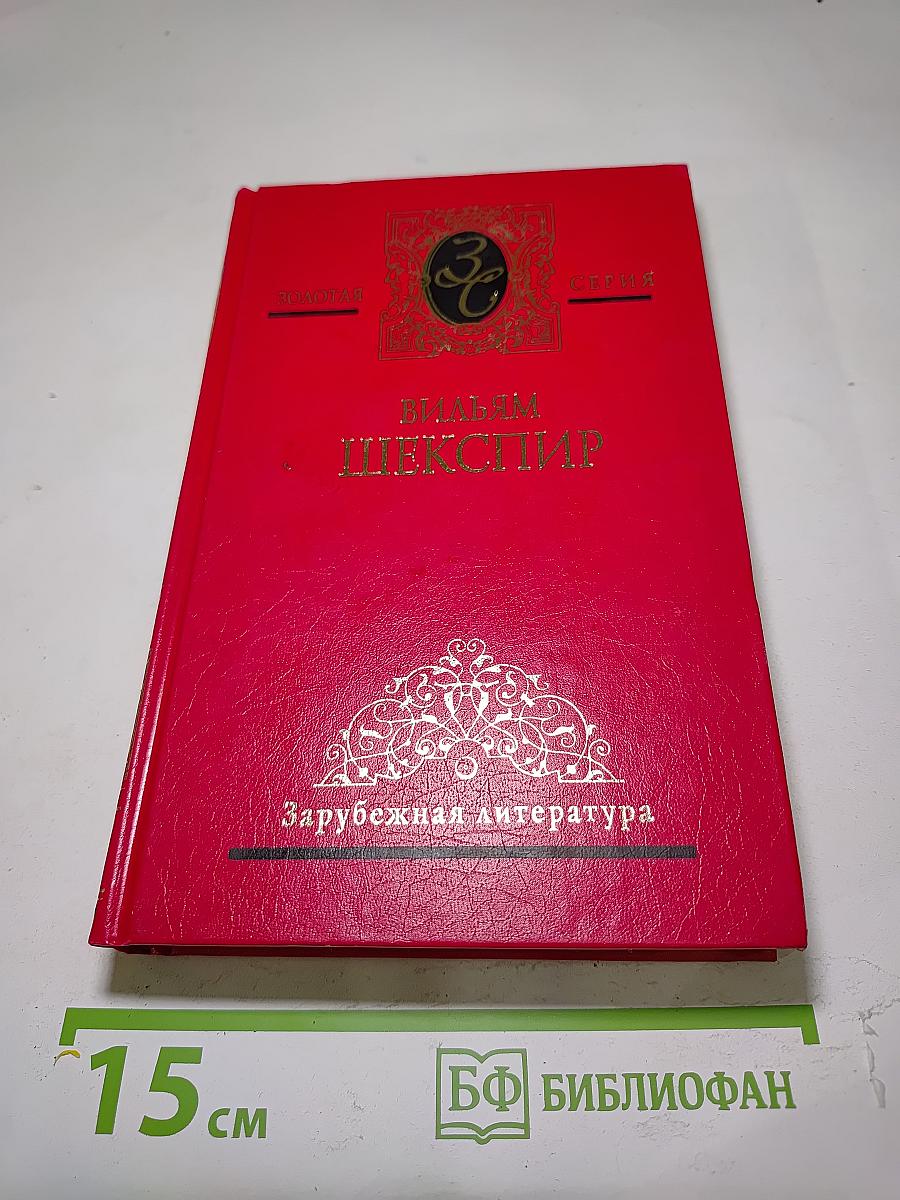 ЗОЛОТАЯ ЗС СЕРИЯ
ВИЛЬЯМ
ШЕКСПИР
Зарубежная литература
15 см
БФ БИБЛИОФАН